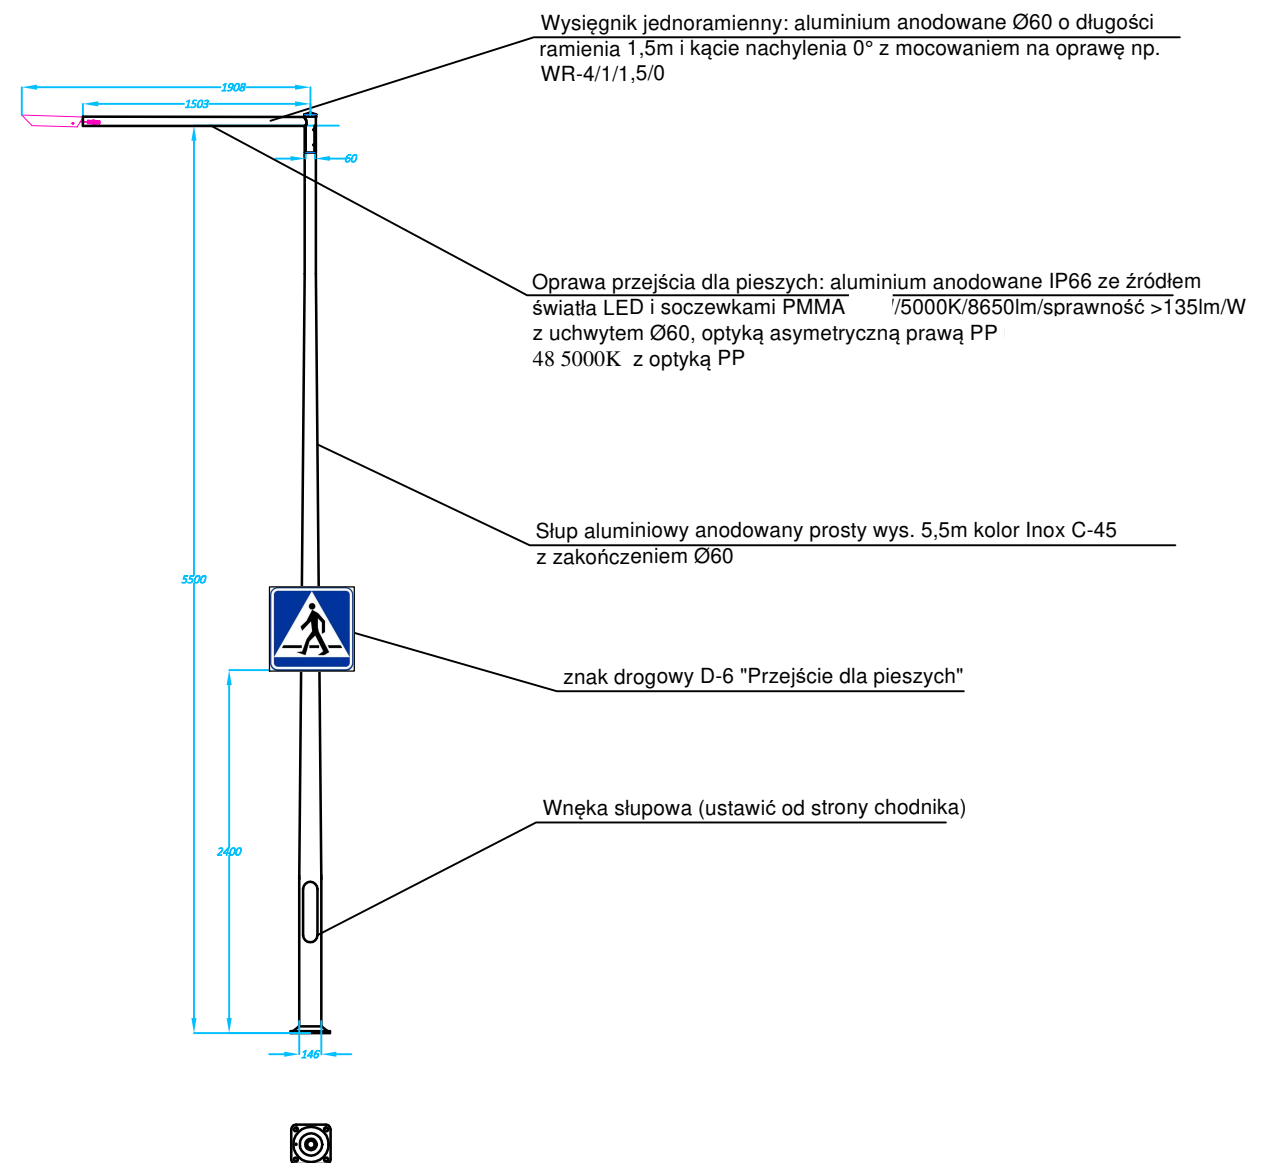 Wysięgnik jednoramienny: aluminium anodowane Ø60 o długości
ramienia 1,5m i kącie nachylenia 0° z mocowaniem na oprawę np.
WR-4/1/1,5/0
1908
1503
60
Oprawa przejścia dla pieszych: aluminium anodowane IP66 ze źródłem
światła LED i soczewkami PMMA /5000K/8650lm/sprawność >135lm/W
z uchwytem Ø60, optyką asymetryczną prawą PP
48 5000K z optyką PP
Słup aluminiowy anodowany prosty wys. 5,5m kolor Inox C-45
z zakończeniem Ø60
5500
znak drogowy D-6 "Przejście dla pieszych"
Wnęka słupowa (ustawić od strony chodnika)
2400
146